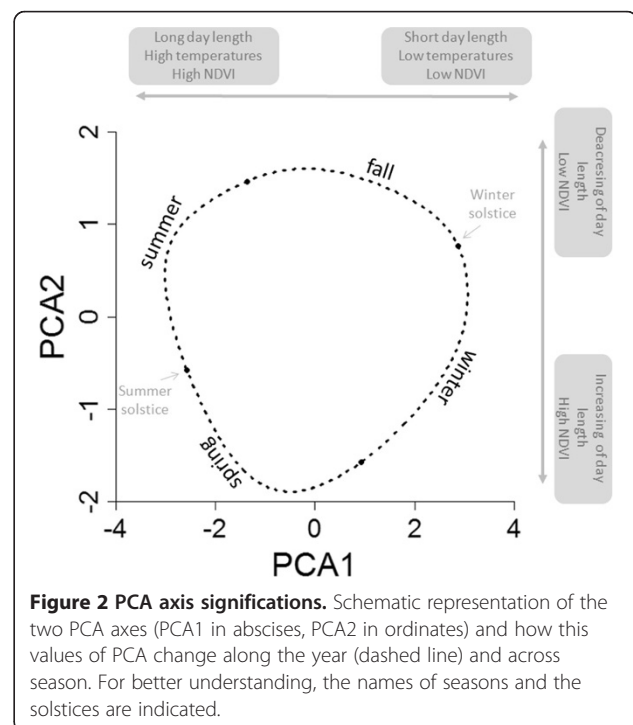 Long day length
High temperatures
High NDVI
Short day length
Low temperatures
Low NDVI
2
1
0
-1
-2
PCA2
summer
fall
Winter
solstice
Summer
solstice
winter
spring
Deacresing of day
length
Low NDVI
Increasing of day
length
High NDVI
-4
-2
0
2
4
PCA1
Figure 2 PCA axis significations. Schematic representation of the
two PCA axes (PCA1 in abscises, PCA2 in ordinates) and how this
values of PCA change along the year (dashed line) and across
season. For better understanding, the names of seasons and the
solstices are indicated.